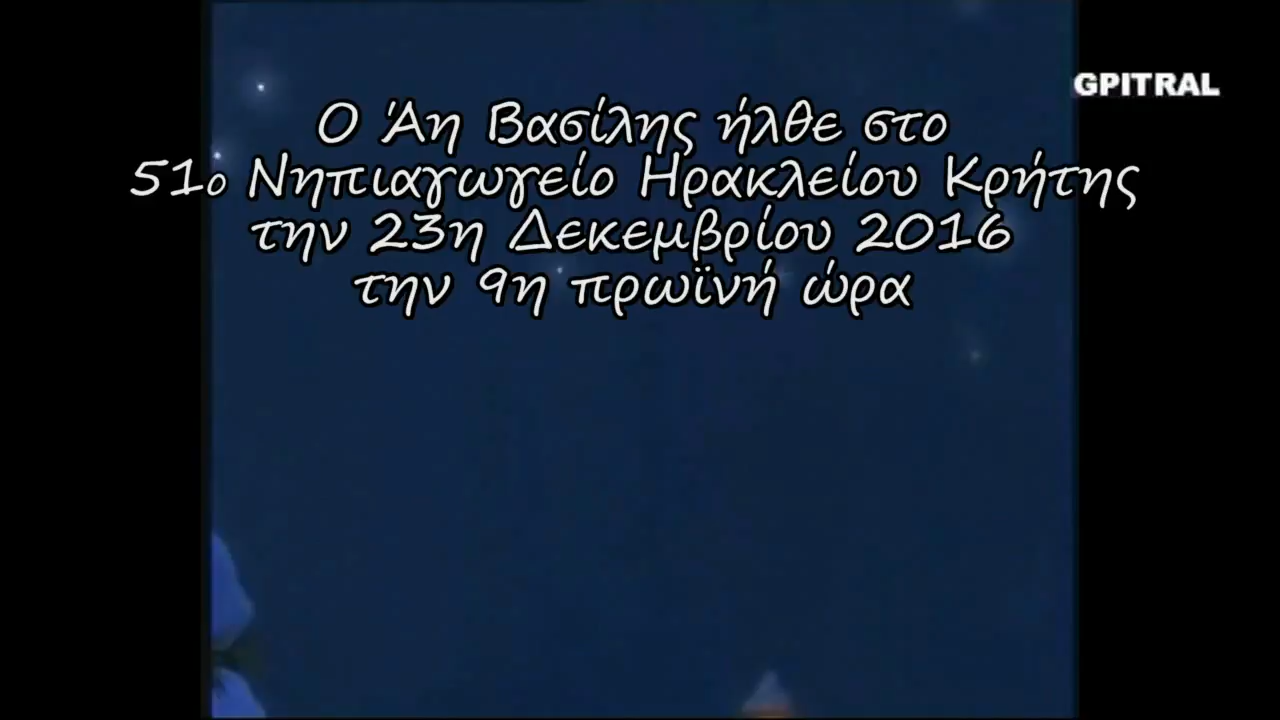 GPITRAL
Ο Άη Βασίλης ήλθε στο
51ο Νηπιαγωγείο Ηρακλείου Κρήτης
την 23η Δεκεμβρίου 2016
την 9η πρωϊνή ώρα